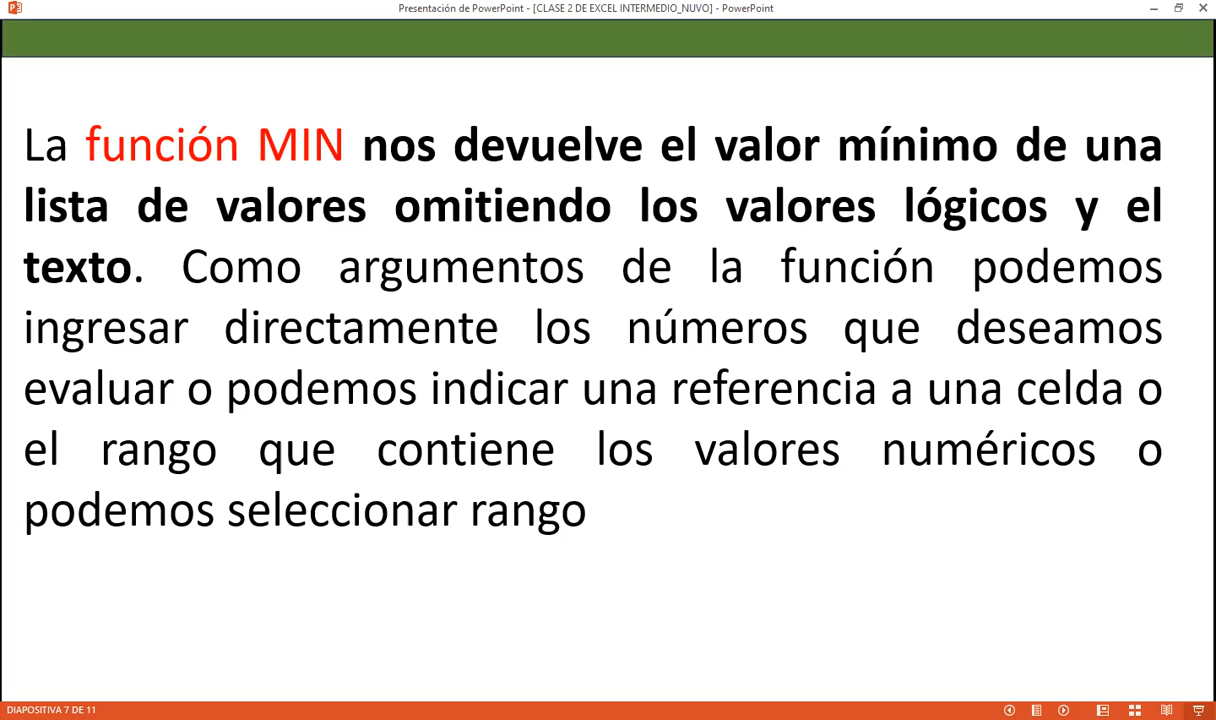 Presentación de PowerPoint - [CLASE 2 DE EXCEL INTERMEDIO_NUVO] - PowerPoint
La función MIN nos devuelve el valor mínimo de una
lista de valores omitiendo los valores lógicos y el
texto. Como argumentos de la función podemos
ingresar directamente los números que deseamos
evaluar o podemos indicar una referencia a una celda o
el rango que contiene los valores numéricos o
podemos seleccionar rango
DIAPOSITIVA 7 DE 11